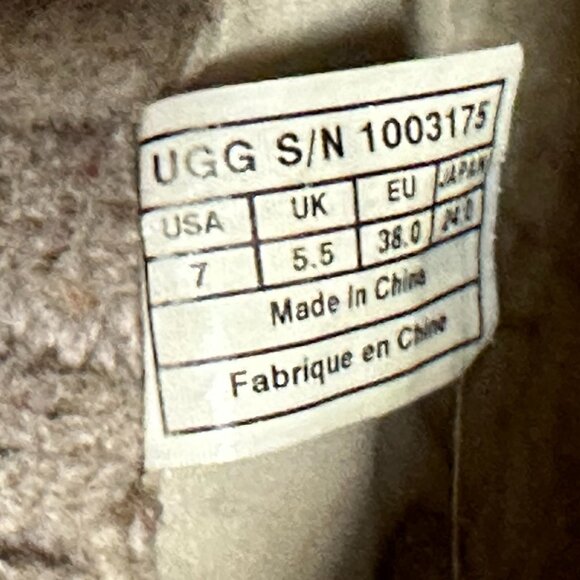 UGG S/N 1003175
USA UK EU JAPAN
7 5.5 38.0 24.0
Made In China
Fabrique en Chine